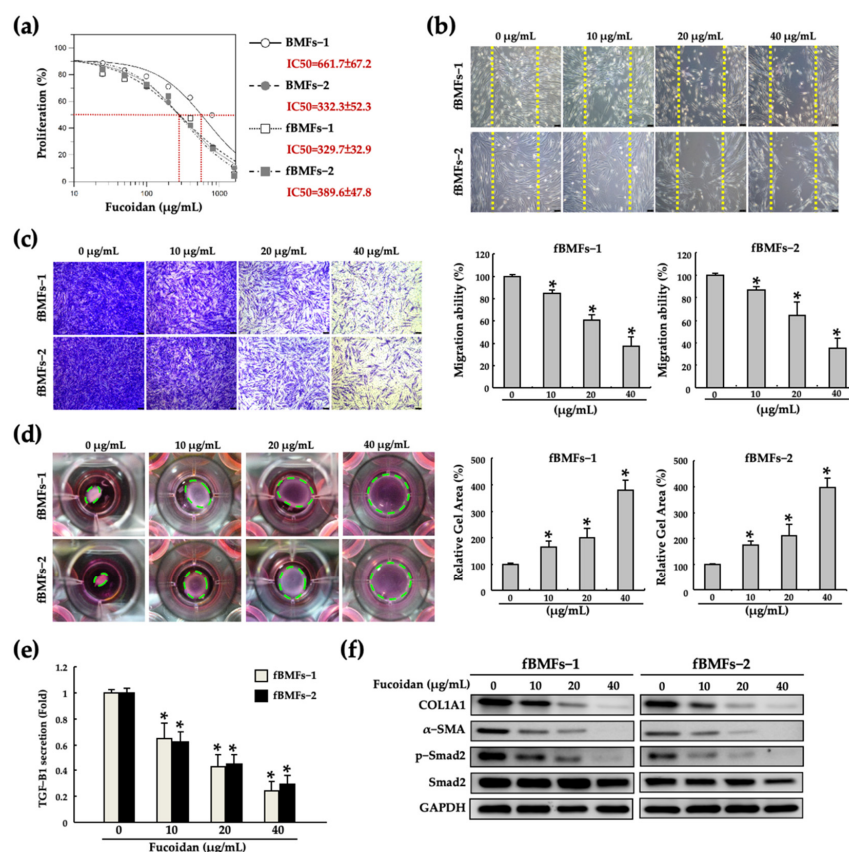 (a)
Proliferation (%)
100
80
60
40
20
0
10
100
1000
Fucoidan (µg/mL)
BMFs-1
IC50=661.7±67.2
BMFs-2
IC50=332.3±52.3
fBMFs-1
IC50=329.7±32.9
fBMFs-2
IC50=389.6±47.8
(b)
0 µg/mL 10 µg/mL 20 µg/mL 40 µg/mL
fBMFs-1
fBMFs-2
(c)
0 µg/mL 10 µg/mL 20 µg/mL 40 µg/mL
fBMFs-1
fBMFs-2
fBMFs-1
Migration ability (%)
120
100
80
60
40
20
0
* * *
0 10 20 40
(µg/mL)
fBMFs-2
Migration ability (%)
120
100
80
60
40
20
0
* * *
0 10 20 40
(µg/mL)
(d)
0 µg/mL 10 µg/mL 20 µg/mL 40 µg/mL
fBMFs-1
fBMFs-2
fBMFs-1
Relative Gel Area (%)
500
400
300
200
100
0
* * *
0 10 20 40
(µg/mL)
fBMFs-2
Relative Gel Area (%)
500
400
300
200
100
0
* * *
0 10 20 40
(µg/mL)
(e)
TGF-B1 secretion (Fold)
1.2
1
0.8
0.6
0.4
0.2
0
fBMFs-1
fBMFs-2
* * * * * *
0 10 20 40
Fucoidan (µg/mL)
(f)
fBMFs-1 fBMFs-2
Fucoidan (µg/mL) 0 10 20 40 0 10 20 40
COL1A1
α-SMA
p-Smad2
Smad2
GAPDH